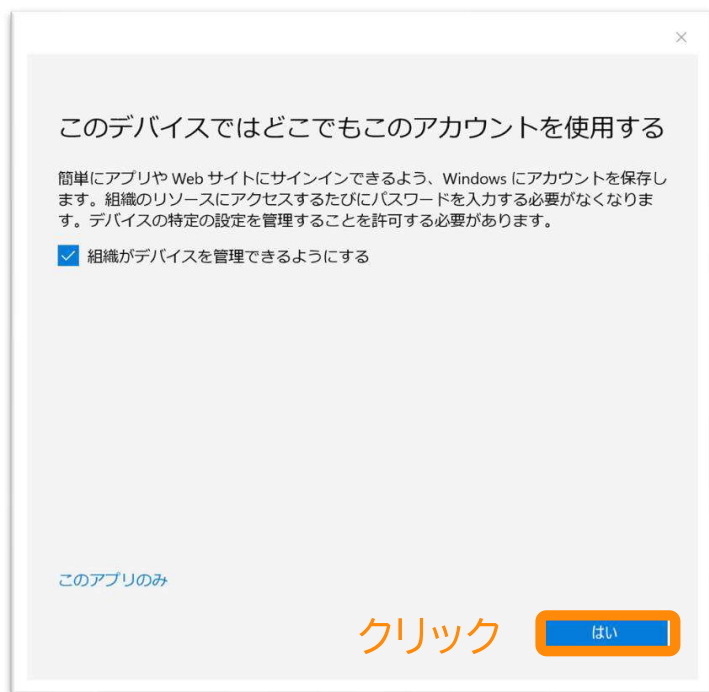 このデバイスではどこでもこのアカウントを使用する
簡単にアプリや Web サイトにサインインできるよう、Windows にアカウントを保存し
ます。組織のリソースにアクセスするたびにパスワードを入力する必要がなくなりま
す。デバイスの特定の設定を管理することを許可する必要があります。
組織がデバイスを管理できるようにする
このアプリのみ
クリック
はい